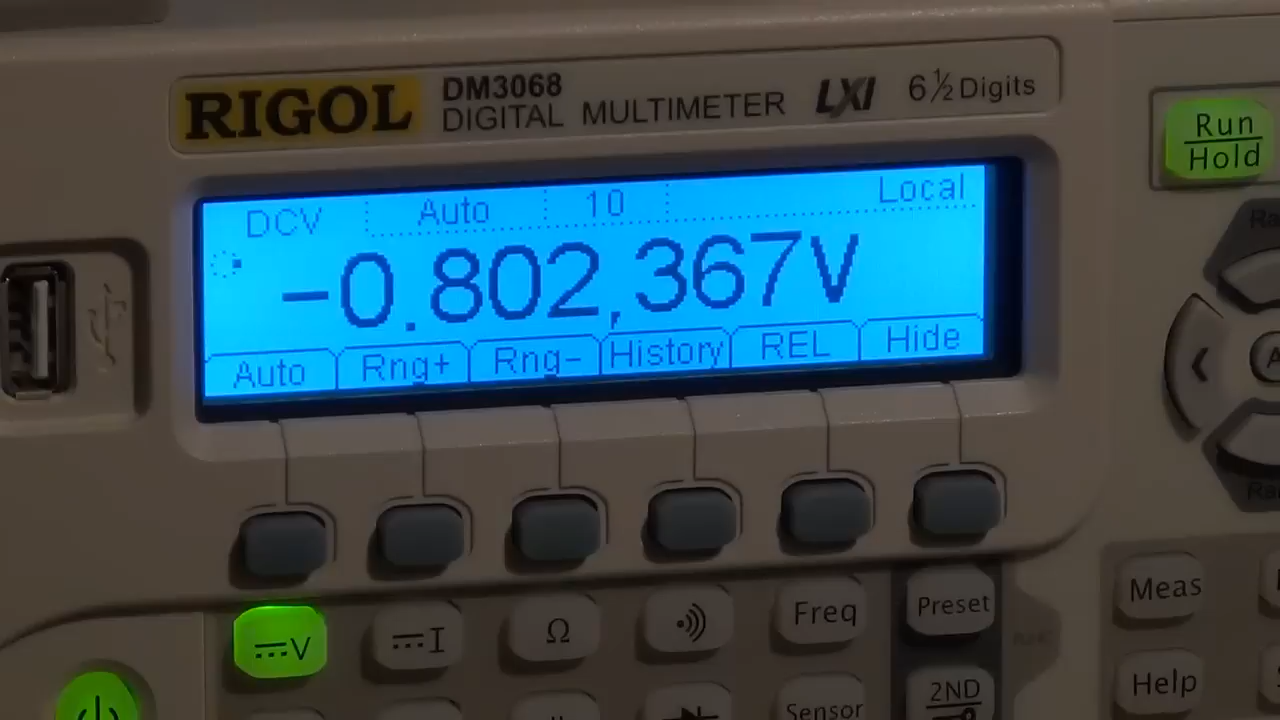 RIGOL DM3068 DIGITAL MULTIMETER LXI 6½ Digits
Run
Hold
DCV Auto 10 Local
-0.802,367V
Auto Rng+ Rng- History REL Hide
V I Ω Freq Preset Meas
Sensor 2ND Help